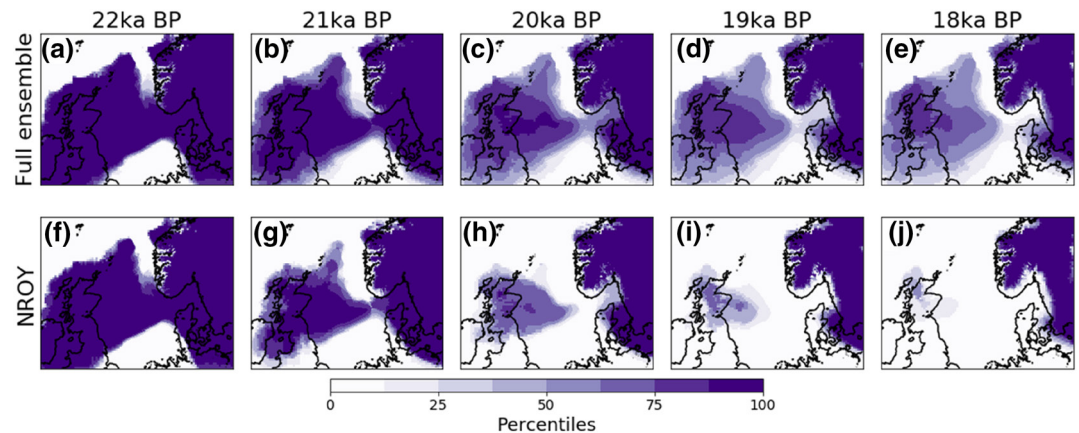 22ka BP 21ka BP 20ka BP 19ka BP 18ka BP
Full ensemble
(a) (b) (c) (d) (e)
NROY
(f) (g) (h) (i) (j)
0 25 50 75 100
Percentiles